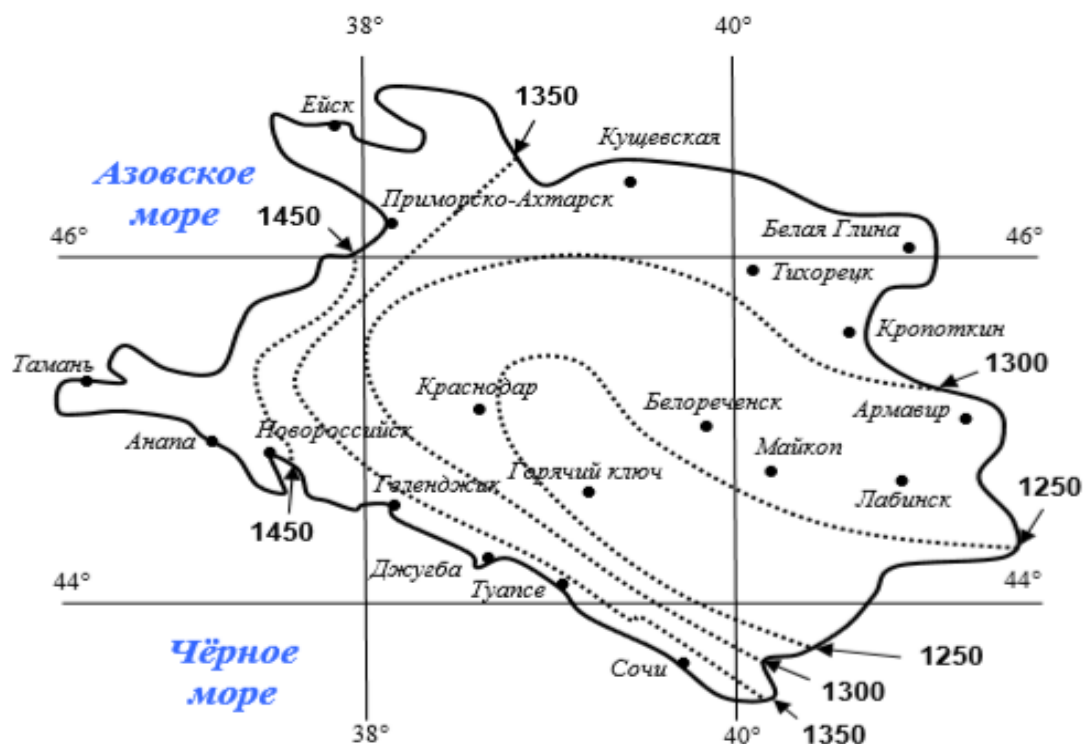 38°
40°
1350
Ейск
Кущевская
Азовское
море
Приморско-Ахтарск
1450
46°
46°
Белая Глина
Тихорецк
Кропоткин
Тамань
1300
Краснодар
Белореченск
Армавир
Анапа
Новороссийск
Майкоп
Горячий ключ
Лабинск
Геленджик
1250
1450
Джугба
Туапсе
44°
44°
Чёрное
море
Сочи
1250
1300
1350
38°
40°